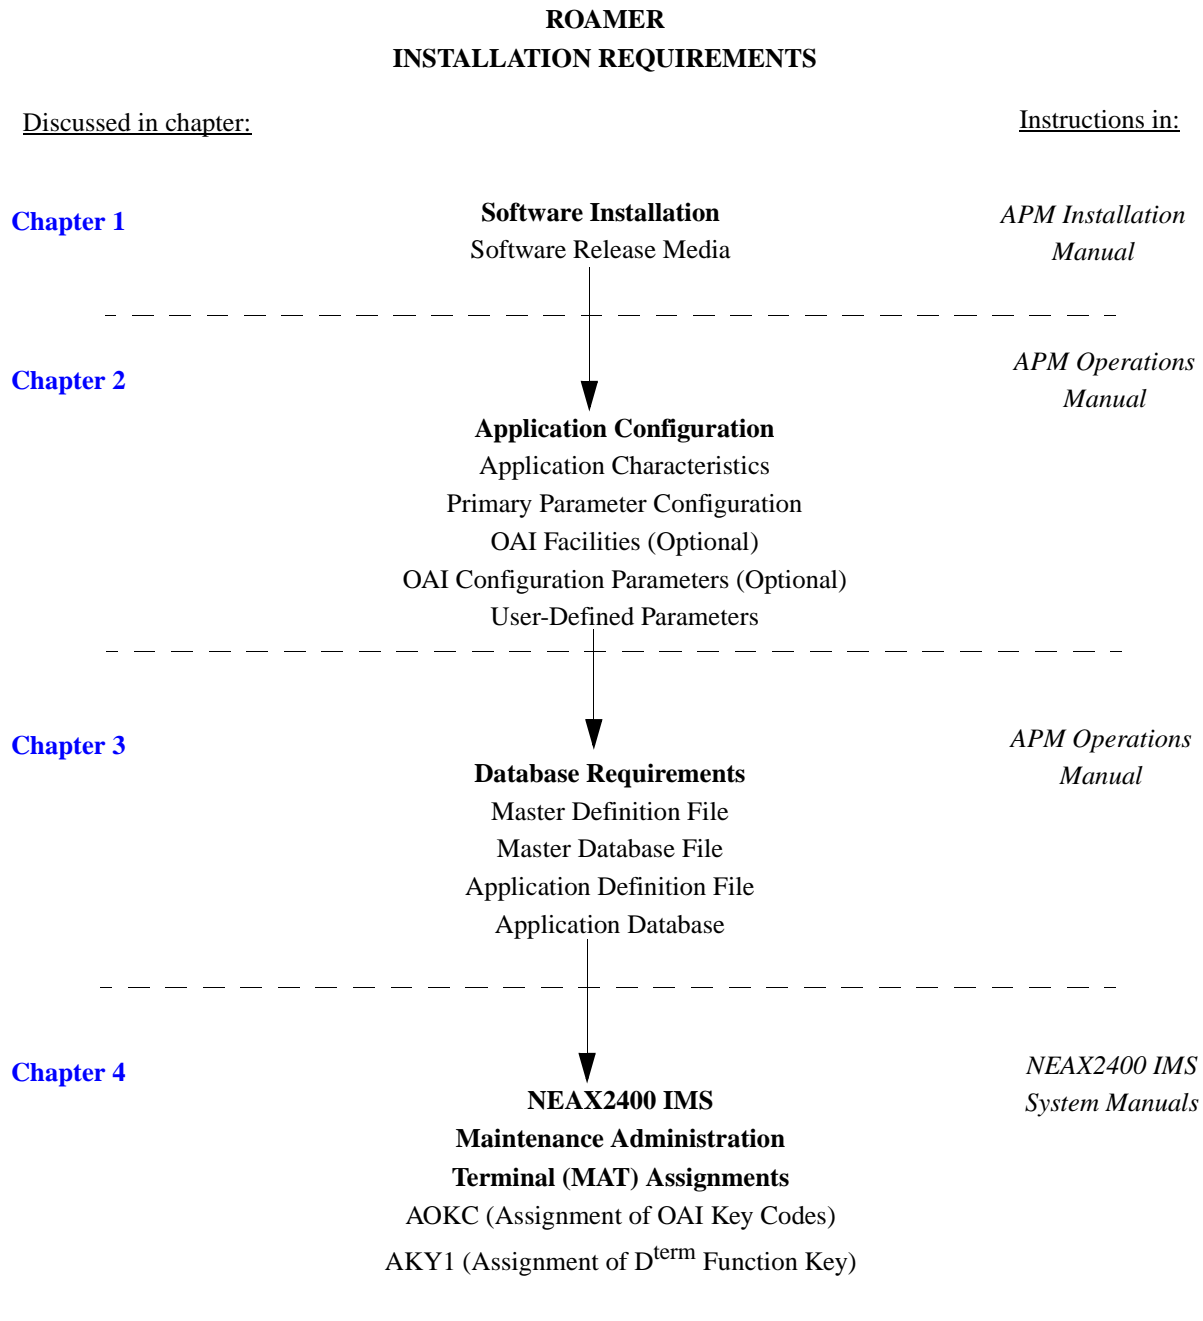 ROAMER
INSTALLATION REQUIREMENTS
Discussed in chapter:
Instructions in:
Chapter 1
Software Installation
Software Release Media
APM Installation
Manual
Chapter 2
APM Operations
Manual
Application Configuration
Application Characteristics
Primary Parameter Configuration
OAI Facilities (Optional)
OAI Configuration Parameters (Optional)
User-Defined Parameters
Chapter 3
APM Operations
Manual
Database Requirements
Master Definition File
Master Database File
Application Definition File
Application Database
Chapter 4
NEAX2400 IMS
System Manuals
NEAX2400 IMS
Maintenance Administration
Terminal (MAT) Assignments
AOKC (Assignment of OAI Key Codes)
AKY1 (Assignment of Dterm Function Key)